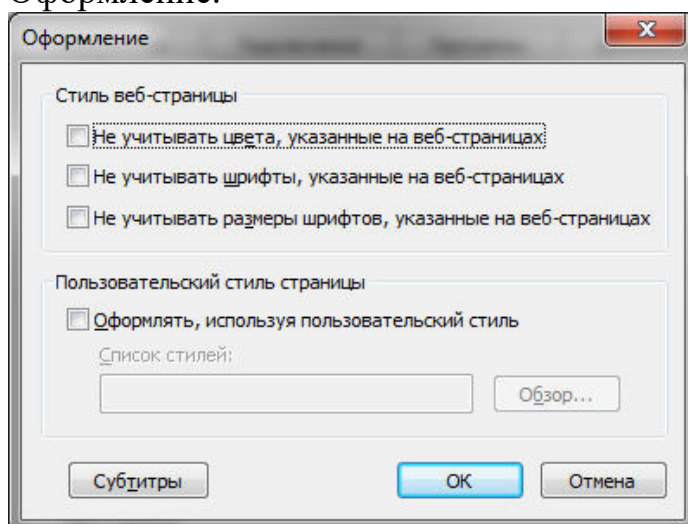 Оформление.
Оформление
Стиль веб-страницы
Не учитывать цвета, указанные на веб-страницах
Не учитывать шрифты, указанные на веб-страницах
Не учитывать размеры шрифтов, указанные на веб-страницах
Пользовательский стиль страницы
Оформлять, используя пользовательский стиль
Список стилей:
Обзор...
Субтитры
ОК
Отмена